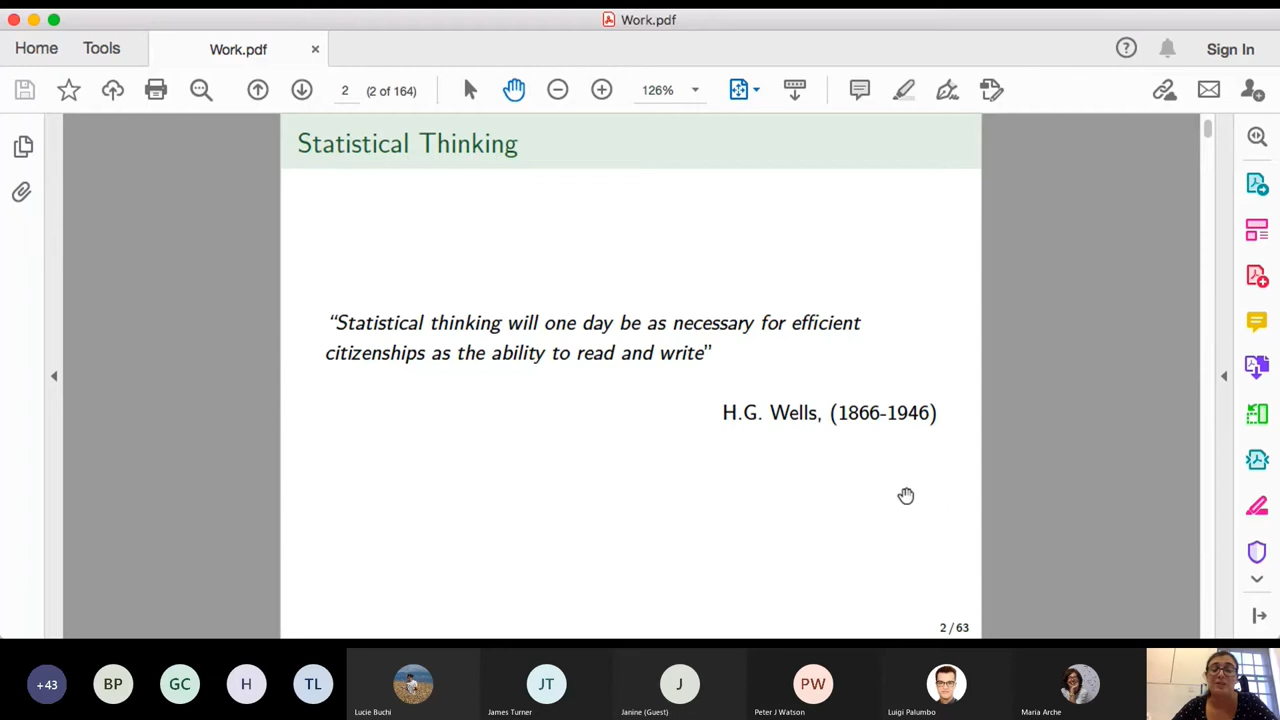 Work.pdf
Home
Tools
Work.pdf
Sign In
2
(2 of 164)
126%
Statistical Thinking
“Statistical thinking will one day be as necessary for efficient
citizenships as the ability to read and write”
H.G. Wells, (1866-1946)
2 / 63
+43
BP
GC
H
TL
JT
J
PW
Lucie Buchi
James Turner
Janine (Guest)
Peter J Watson
Luigi Palumbo
Maria Arche